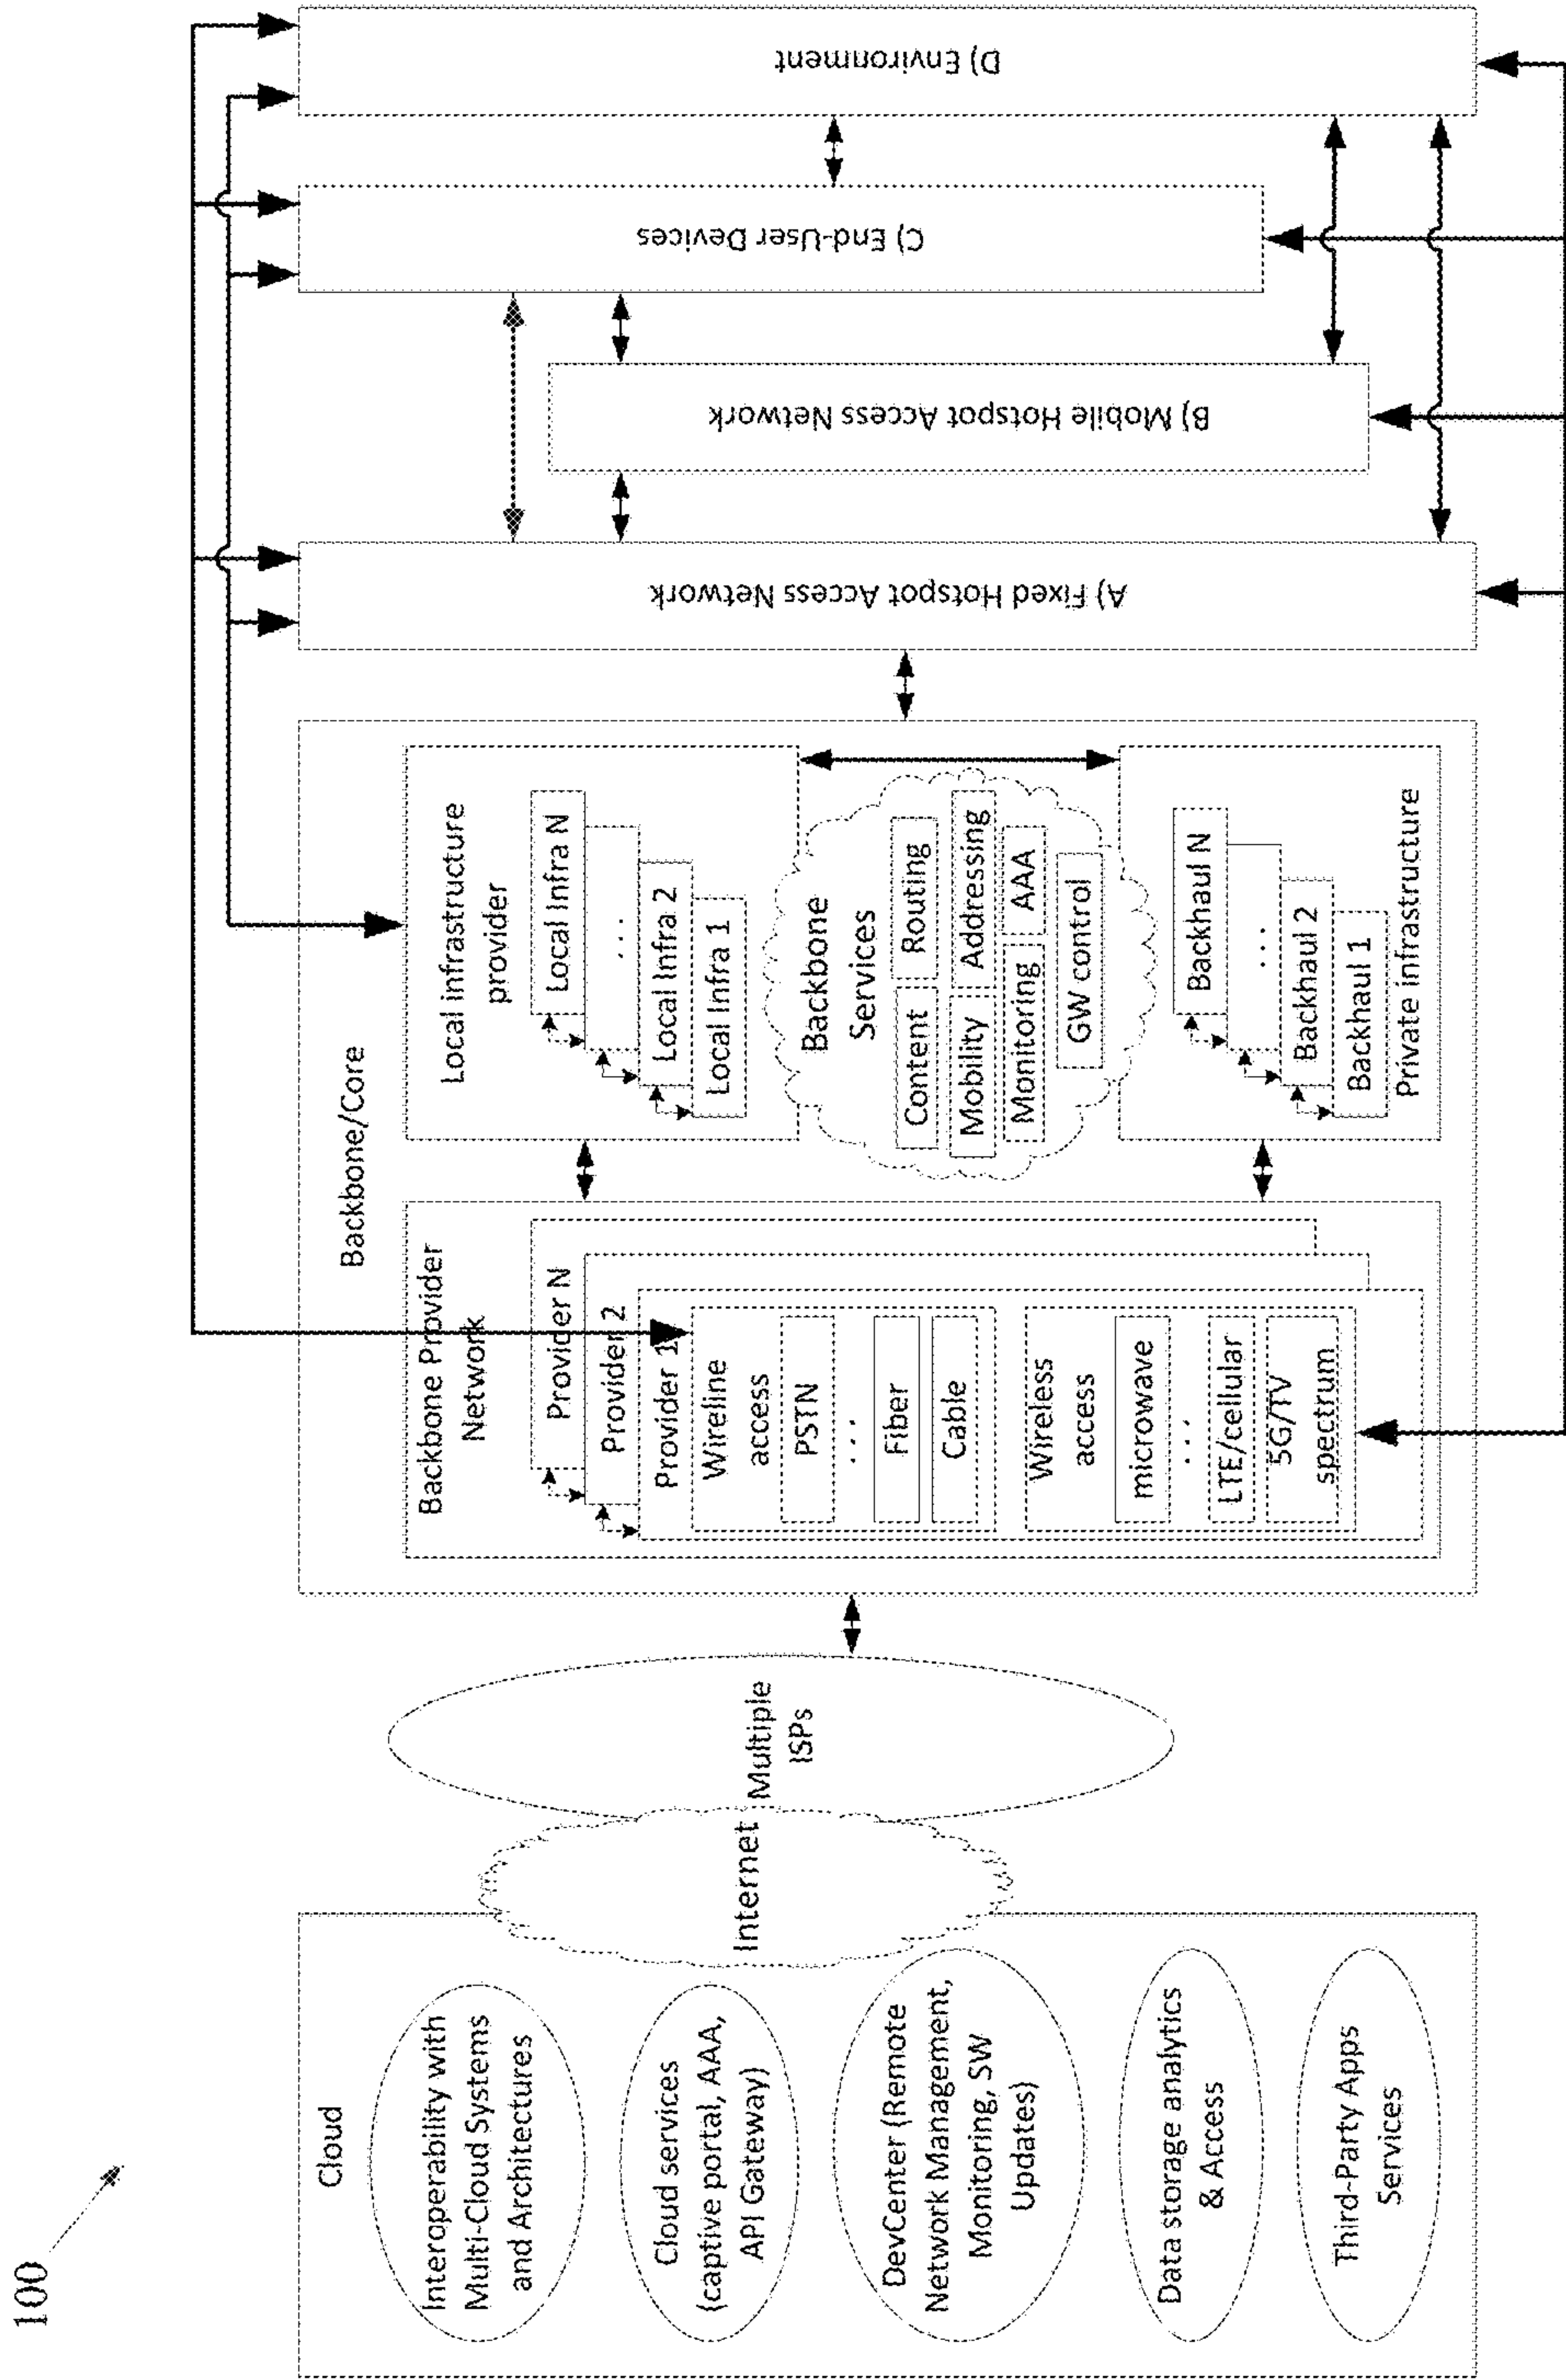 100
Cloud
Interoperability with
Multi-Cloud Systems
and Architectures
Cloud services
(captive portal, AAA,
API Gateway)
DevCenter (Remote
Network Management,
Monitoring, SW
Updates)
Data storage analytics
& Access
Third-Party Apps
Services
Internet
Multiple
ISPs
Backbone/Core
Backbone Provider
Network
Provider N
Provider 2
Provider 1
Wireline
access
PSTN
...
Fiber
Cable
Wireless
access
microwave
...
LTE/cellular
5G/TV
spectrum
Local infrastructure
provider
Local Infra N
...
Local Infra 2
Local Infra 1
Backbone
Services
Content
Routing
Mobility
Addressing
Monitoring
AAA
GW control
Backhaul N
...
Backhaul 2
Backhaul 1
Private infrastructure
A) Fixed Hotspot Access Network
B) Mobile Hotspot Access Network
C) End-User Devices
D) Environment